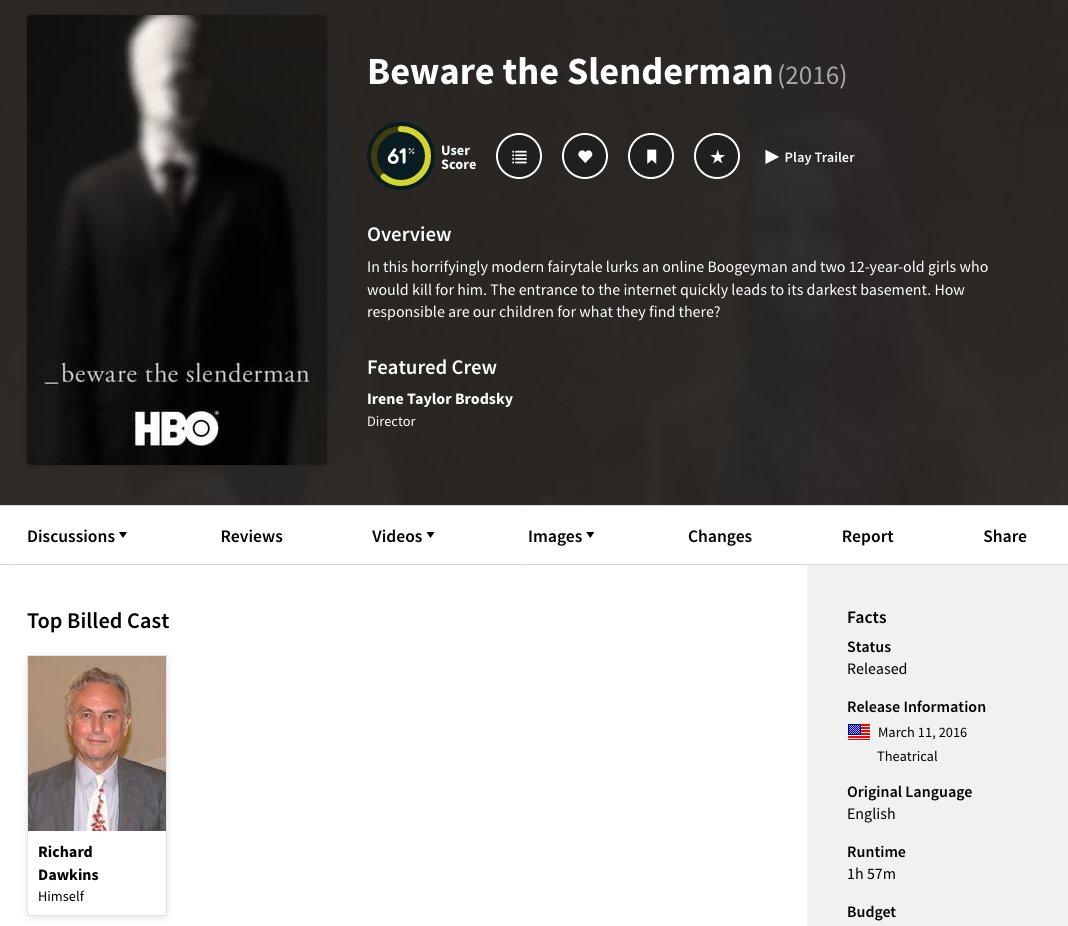 Beware the Slenderman (2016)
61%
User
Score
Play Trailer
Overview
In this horrifyingly modern fairytale lurks an online Boogeyman and two 12-year-old girls who
would kill for him. The entrance to the internet quickly leads to its darkest basement. How
responsible are our children for what they find there?
_beware the slenderman
HBO®
Featured Crew
Irene Taylor Brodsky
Director
Discussions Reviews Videos Images Changes Report Share
Top Billed Cast
Richard
Dawkins
Himself
Facts
Status
Released
Release Information
March 11, 2016
Theatrical
Original Language
English
Runtime
1h 57m
Budget